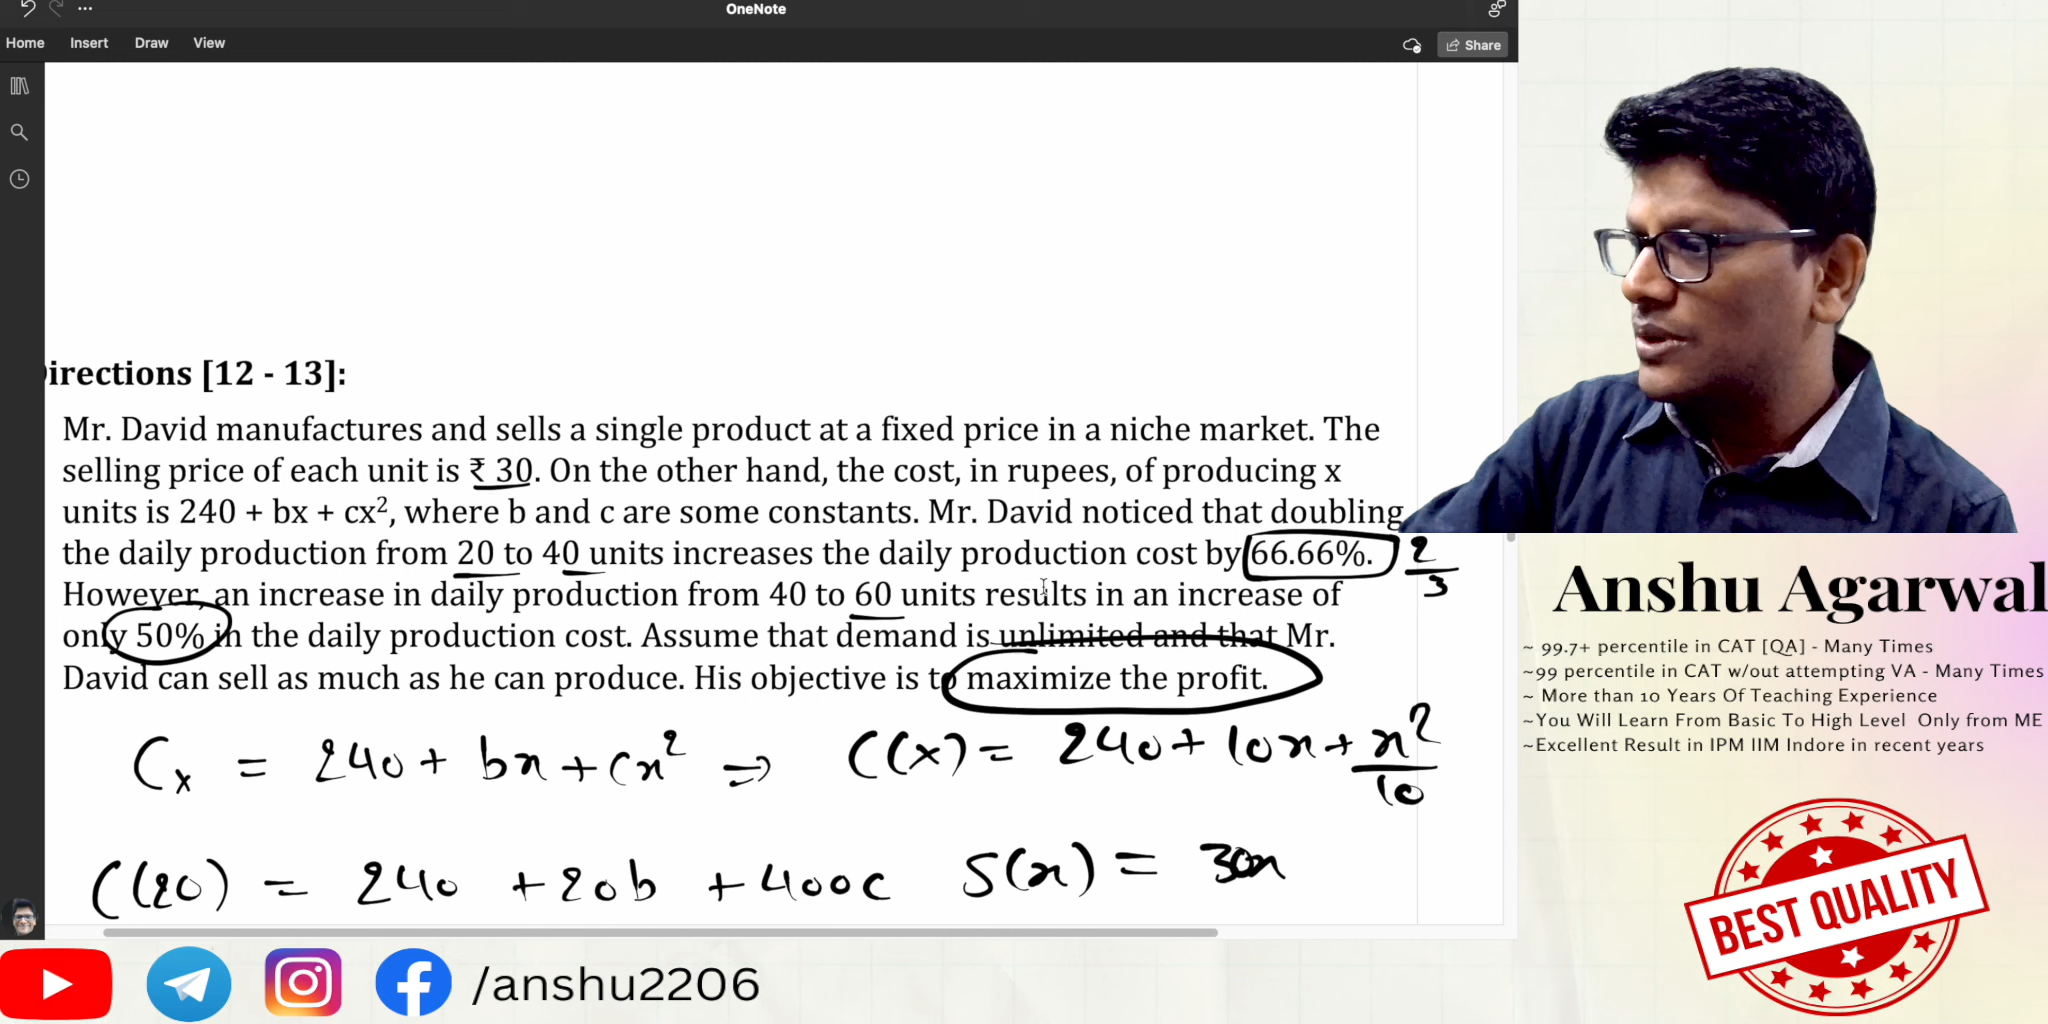 OneNote
Home Insert Draw View
Share
irections [12 - 13]:
Mr. David manufactures and sells a single product at a fixed price in a niche market. The
selling price of each unit is ₹ 30. On the other hand, the cost, in rupees, of producing x
units is 240 + bx + cx², where b and c are some constants. Mr. David noticed that doubling
the daily production from 20 to 40 units increases the daily production cost by 66.66%. 2/3
However, an increase in daily production from 40 to 60 units results in an increase of
only 50% in the daily production cost. Assume that demand is unlimited and that Mr.
David can sell as much as he can produce. His objective is to maximize the profit.
Cx = 240 + bx + cx² => C(x) = 240 + 10x + x²/10
C(20) = 240 + 20b + 400c S(x) = 30x
Anshu Agarwal
~ 99.7+ percentile in CAT [QA] - Many Times
~99 percentile in CAT w/out attempting VA - Many Times
~ More than 10 Years Of Teaching Experience
~You Will Learn From Basic To High Level Only from ME
~Excellent Result in IPM IIM Indore in recent years
BEST QUALITY
/anshu2206